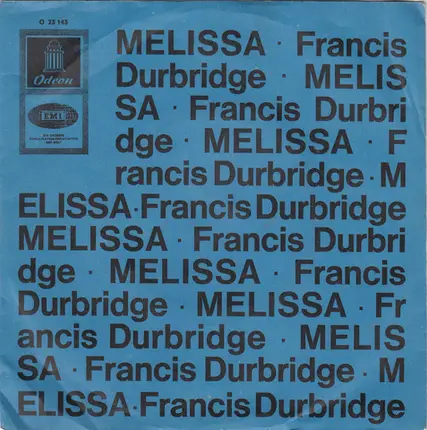 O 23 143
Odeon
EMI
MELISSA · Francis
Durbridge · MELIS
SA · Francis Durbri
dge · MELISSA · F
rancis Durbridge · M
ELISSA·Francis Durbridge
MELISSA · Francis Durbri
dge · MELISSA · Francis
Durbridge · MELISSA · Fr
ancis Durbridge · MELIS
SA · Francis Durbridge · M
ELISSA·Francis Durbridge